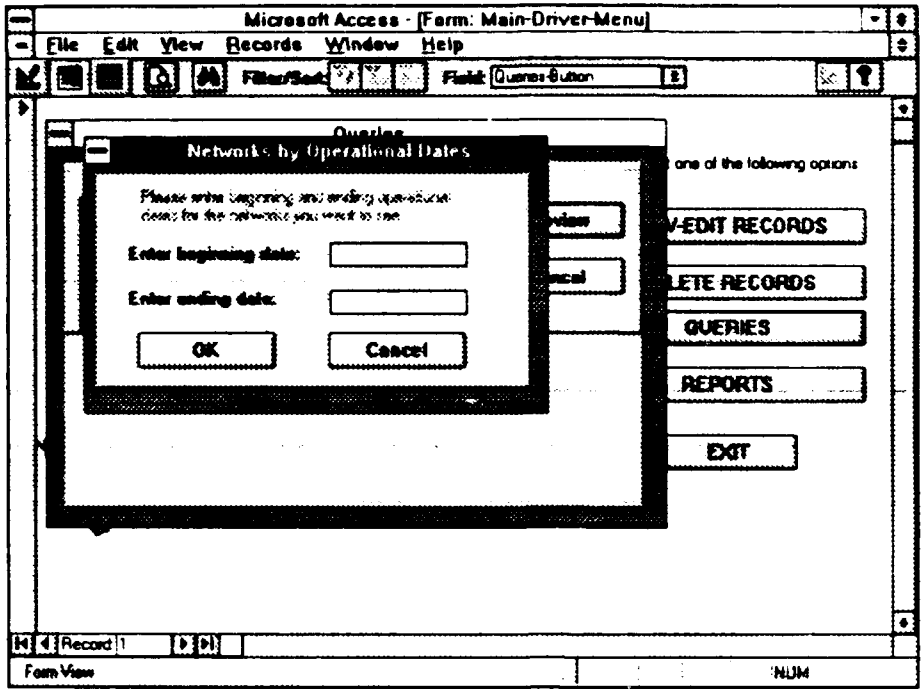 Microsoft Access - [Form: Main-Driver-Menu]
File Edit View Records Window Help
Filter/Sort: Field: Queries-Button
Queries
Networks by Operational Dates
one of the following options
Please enter beginning and ending operational
dates for the networks you want to see
view
V-EDIT RECORDS
Enter beginning date:
ncel
LETE RECORDS
Enter ending date:
QUERIES
OK Cancel
REPORTS
EXIT
Record 1
Form View NUM